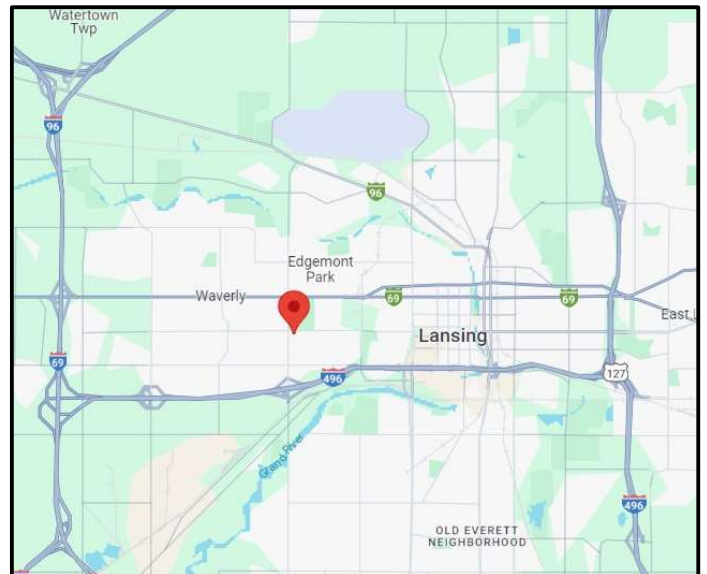 Watertown
Twp
96
96
Edgemont
Park
Waverly
69
69
Lansing
East L
69
496
127
Grand River
496
OLD EVERETT
NEIGHBORHOOD